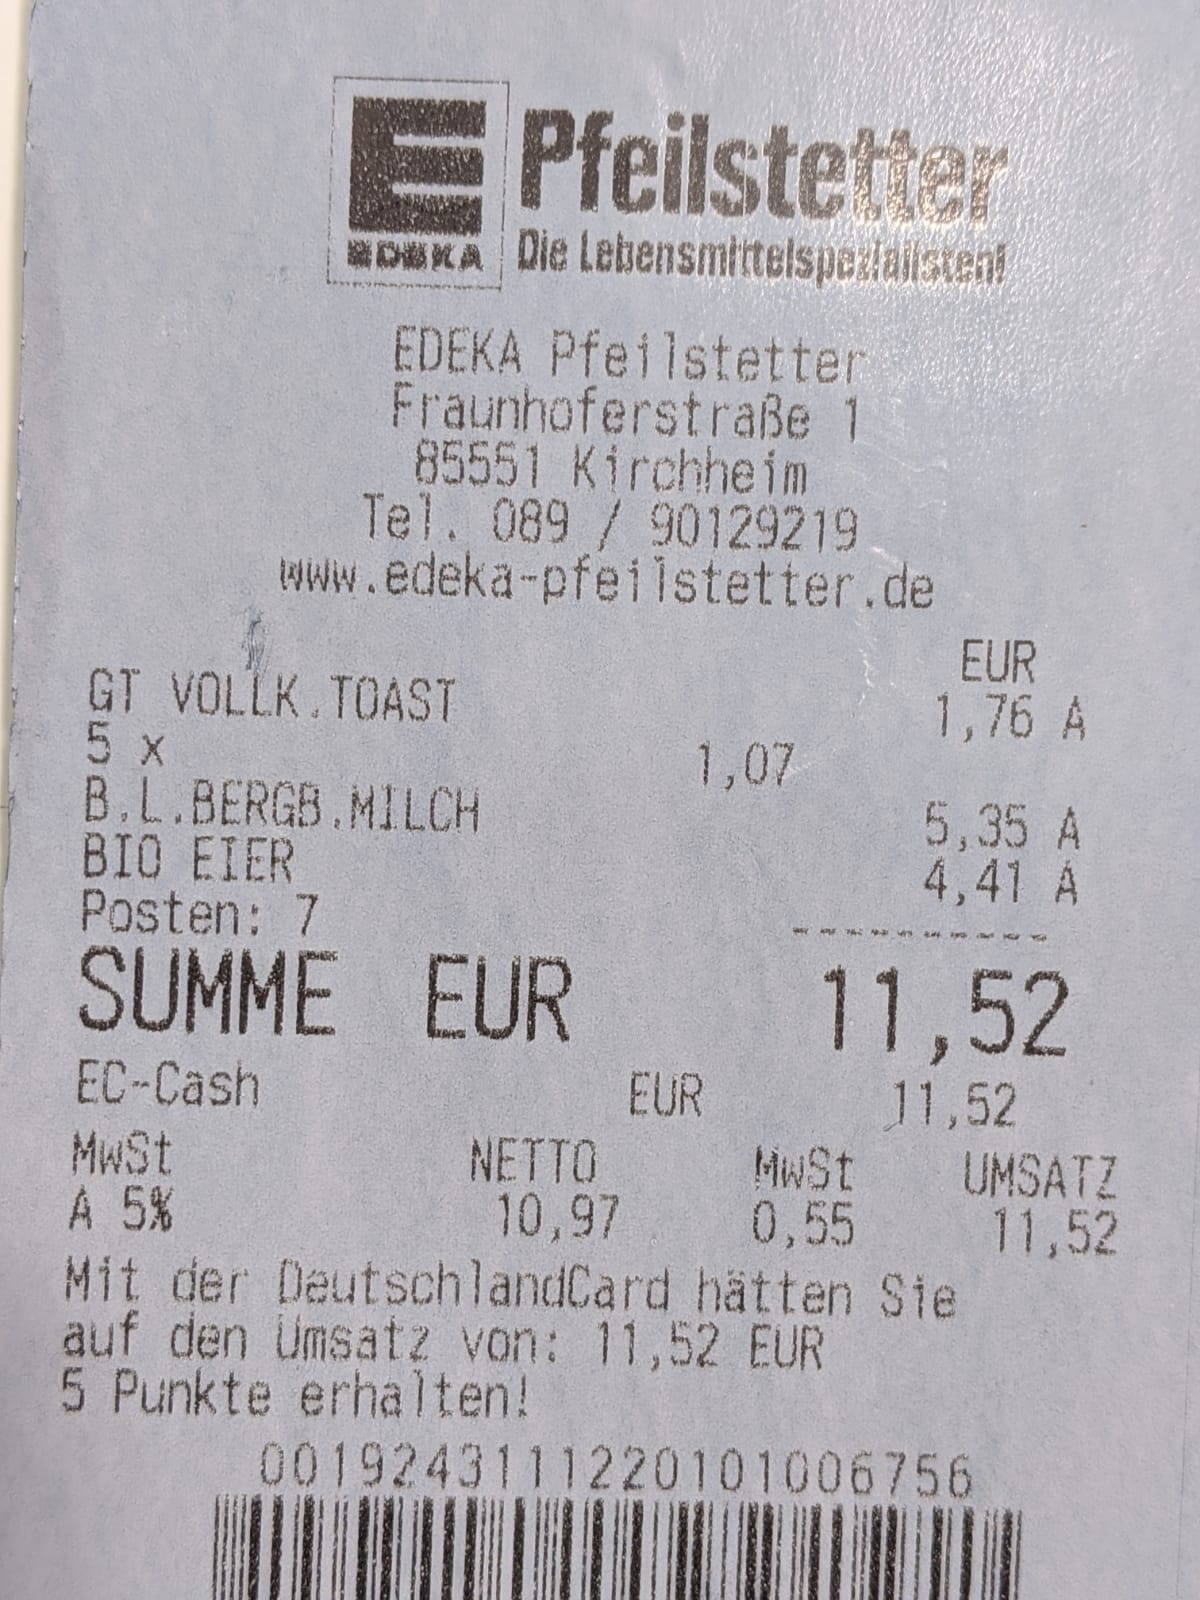 EDEKA
Pfeilstetter
Die Lebensmittelspezialisten!
EDEKA Pfeilstetter
Fraunhoferstraße 1
85551 Kirchheim
Tel. 089 / 90129219
www.edeka-pfeilstetter.de
EUR
GT VOLLK.TOAST 1,76 A
5 x 1,07
B.L.BERGB.MILCH 5,35 A
BIO EIER 4,41 A
Posten: 7
----------
SUMME EUR 11,52
EC-Cash EUR 11,52
MwSt NETTO MwSt UMSATZ
A 5% 10,97 0,55 11,52
Mit der DeutschlandCard hätten Sie
auf den Umsatz von: 11,52 EUR
5 Punkte erhalten!
0019243111220101006756